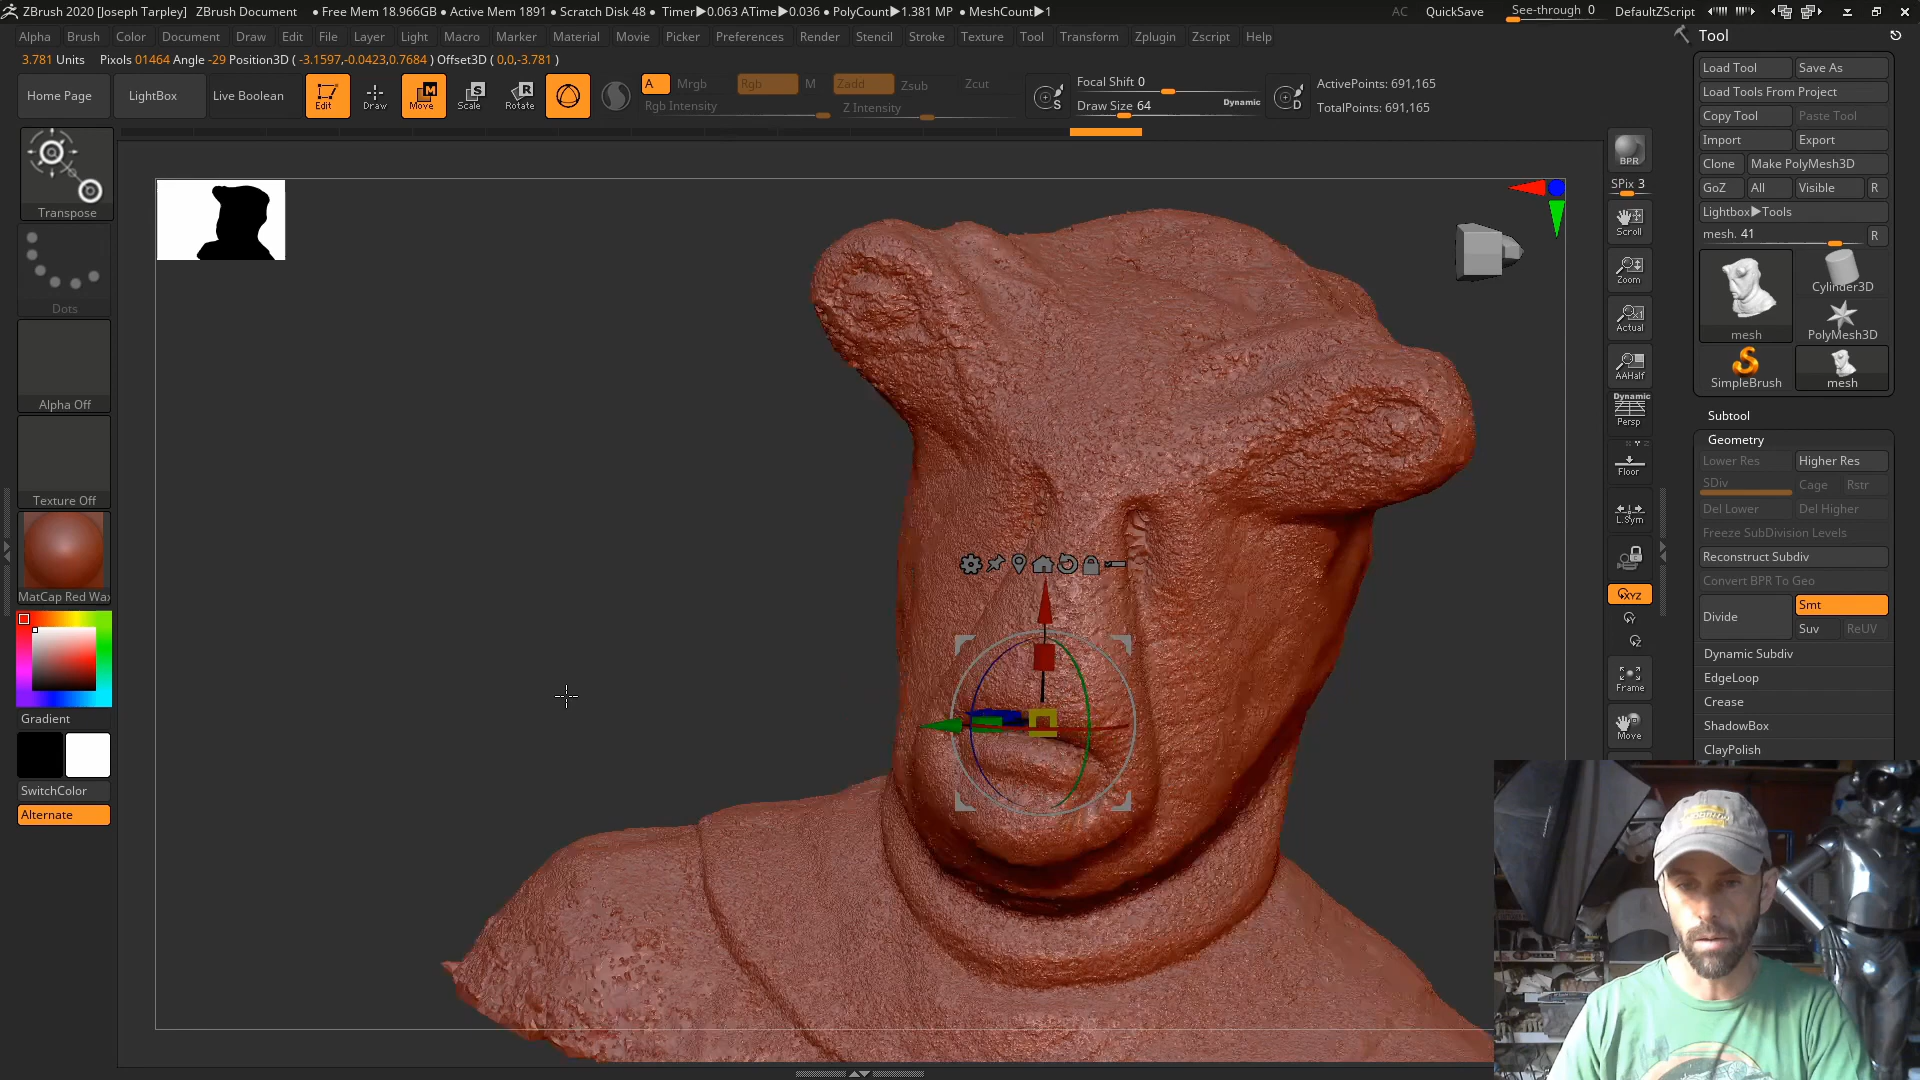 ZBrush 2020 [Joseph Tarpley] ZBrush Document ● Free Mem 18.966GB ● Active Mem 1891 ● Scratch Disk 48 ● Timer▶0.063 ATime▶0.036 ● PolyCount▶1.381 MP ● MeshCount▶1 AC QuickSave See-through 0 DefaultZScript
Alpha Brush Color Document Draw Edit File Layer Light Macro Marker Material Movie Picker Preferences Render Stencil Stroke Texture Tool Transform Zplugin Zscript Help
3.781 Units Pixols 01464 Angle -29 Position3D ( -3.1597,-0.0423,0.7684 ) Offset3D ( 0,0,-3.781 )
Home Page LightBox Live Boolean Edit Draw Move Scale Rotate
A Mrgb Rgb M Zadd Zsub Zcut
Rgb Intensity Z Intensity
S Focal Shift 0
Draw Size 64 Dynamic D
ActivePoints: 691,165
TotalPoints: 691,165
Transpose
Dots
Alpha Off
Texture Off
MatCap Red Wax
Gradient
SwitchColor
Alternate
BPR
SPix 3
Scroll
Zoom
Actual
AAHalf
Dynamic
Persp
Floor
L.Sym
XYZ
Y
Z
Frame
Move
Tool
Load Tool Save As
Load Tools From Project
Copy Tool Paste Tool
Import Export
Clone Make PolyMesh3D
GoZ All Visible R
Lightbox▶Tools
mesh. 41 R
mesh
Cylinder3D
PolyMesh3D
SimpleBrush mesh
Subtool
Geometry
Lower Res Higher Res
SDiv Cage Rstr
Del Lower Del Higher
Freeze SubDivision Levels
Reconstruct Subdiv
Convert BPR To Geo
Divide Smt
Suv ReUV
Dynamic Subdiv
EdgeLoop
Crease
ShadowBox
ClayPolish